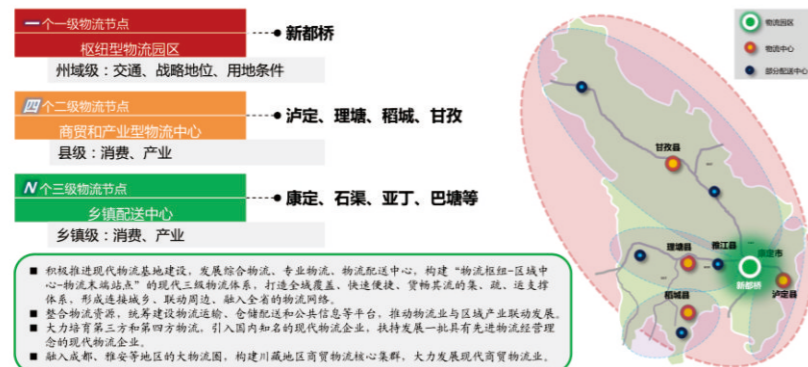 一个一级物流节点
枢纽型物流园区
州域级：交通、战略地位、用地条件
新都桥
四个二级物流节点
商贸和产业型物流中心
县级：消费、产业
泸定、理塘、稻城、甘孜
N个三级物流节点
乡镇配送中心
乡镇级：消费、产业
康定、石渠、亚丁、巴塘等
■ 积极推进现代物流基地建设，发展综合物流、专业物流、物流配送中心，构建“物流枢纽-区域中
心-物流末端站点”的现代三级物流体系，打造全域覆盖、快速便捷、货畅其流的集、疏、运支撑
体系，形成连接城乡、联动周边、融入全省的物流网络。
■ 整合物流资源，统筹建设物流运输、仓储配送和公共信息等平台，推动物流业与区域产业联动发展。
■ 大力培育第三方和第四方物流，引入国内知名的现代物流企业，扶持发展一批具有先进物流经营理
念的现代物流企业。
■ 融入成都、雅安等地区的大物流圈，构建川藏地区商贸物流核心集群，大力发展现代商贸物流业。
物流园区
物流中心
部分配送中心
甘孜县
理塘县
雅江县
康定市
新都桥
泸定县
稻城县